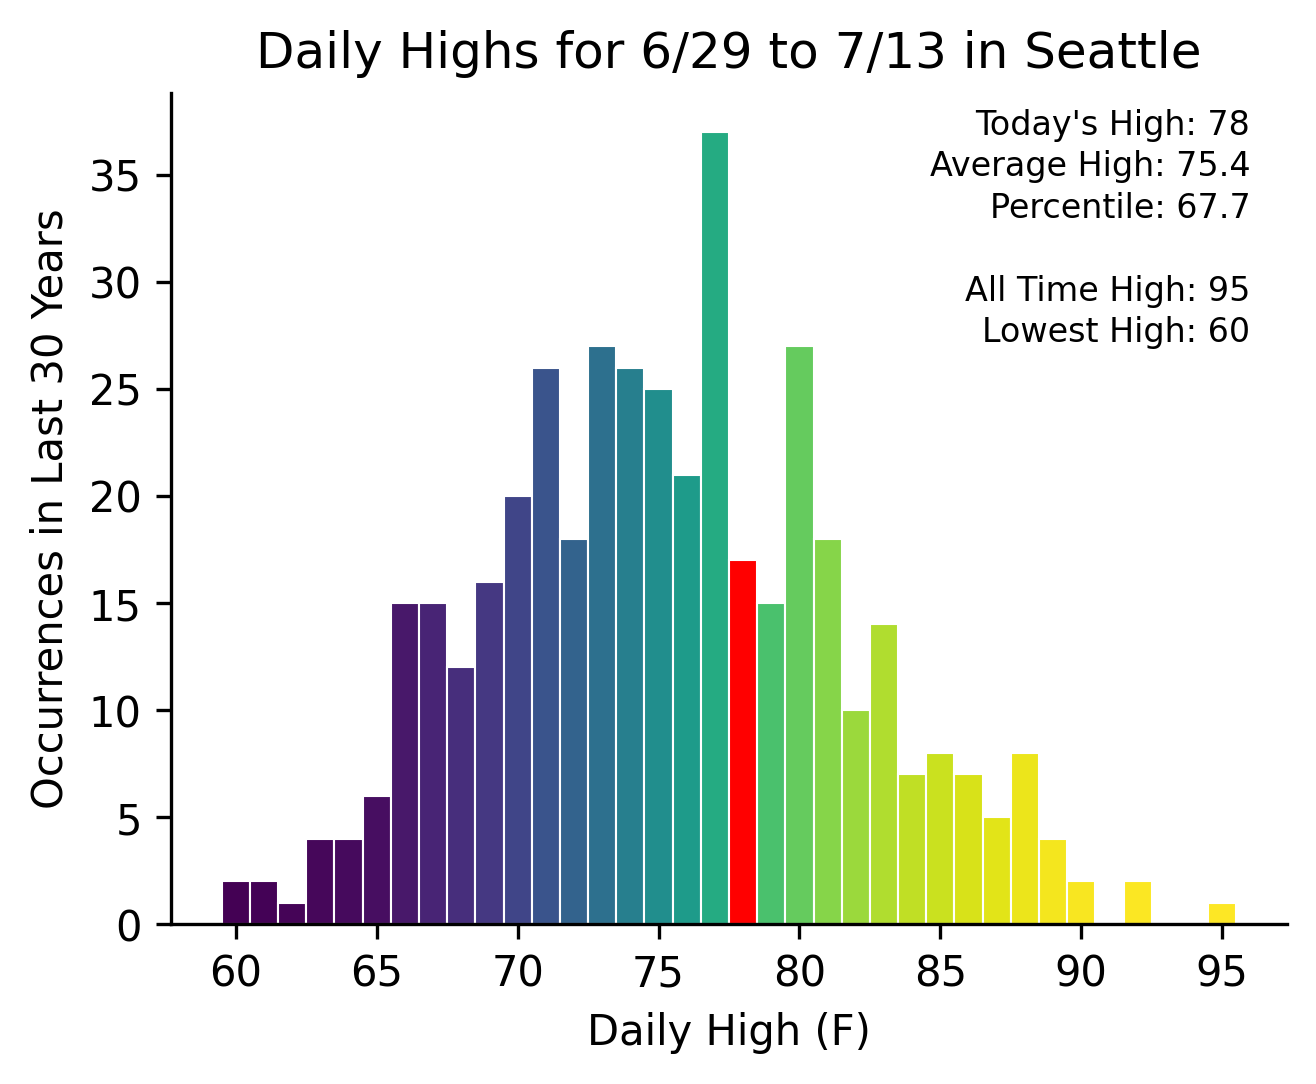 Daily Highs for 6/29 to 7/13 in Seattle
Today's High: 78
Average High: 75.4
Percentile: 67.7
All Time High: 95
Lowest High: 60
Occurrences in Last 30 Years
35
30
25
20
15
10
5
0
60 65 70 75 80 85 90 95
Daily High (F)